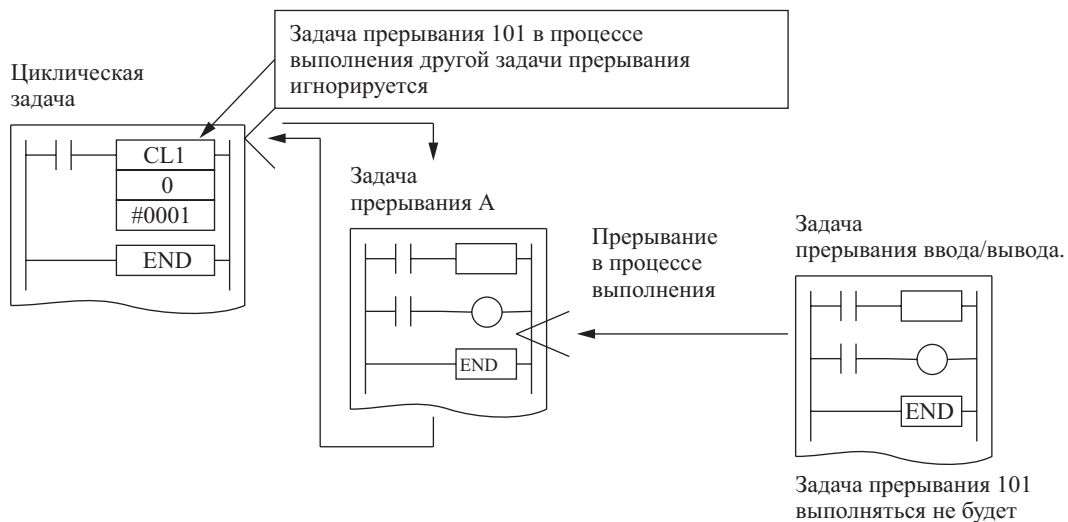 Задача прерывания 101 в процессе
выполнения другой задачи прерывания
игнорируется
Циклическая
задача
CL1
0
#0001
END
Задача
прерывания А
END
Прерывание
в процессе
выполнения
Задача
прерывания ввода/вывода.
END
Задача прерывания 101
выполняться не будет